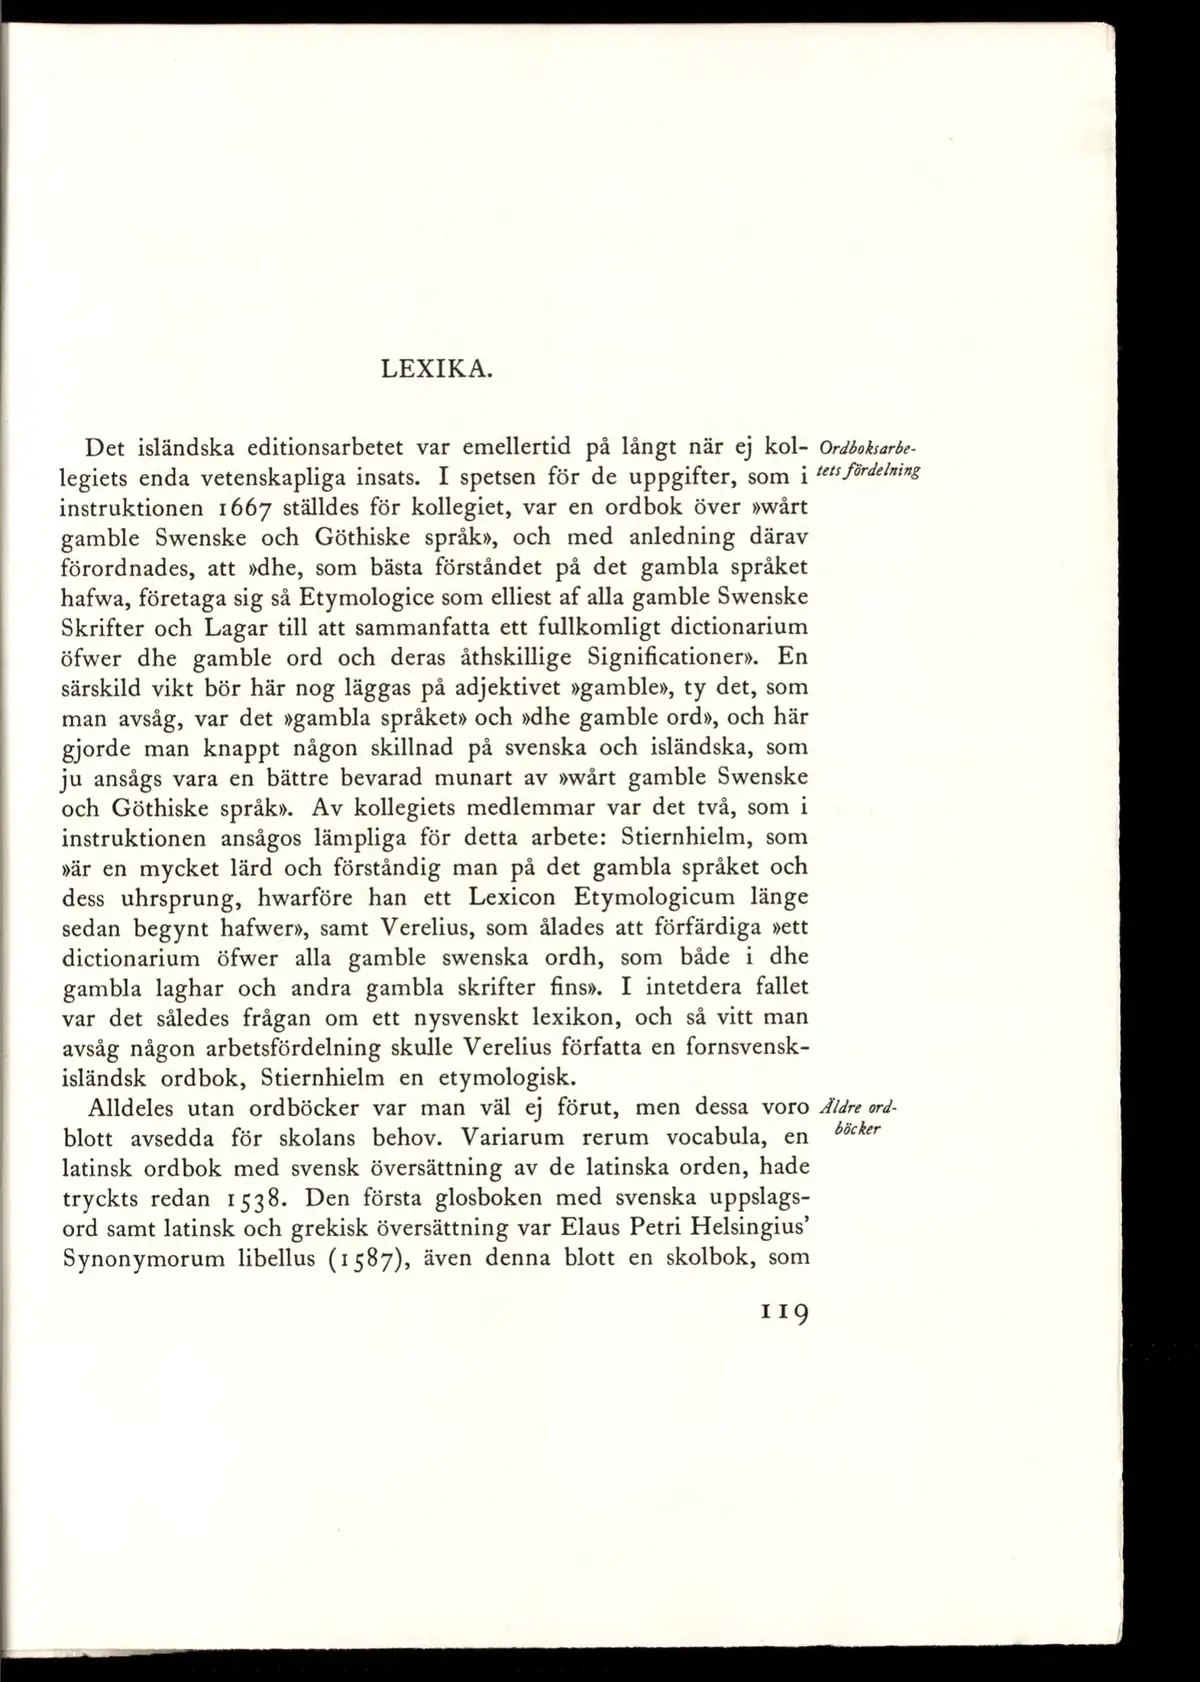 LEXIKA.
Det isländska editionsarbetet var emellertid på långt när ej kol-
legiets enda vetenskapliga insats. I spetsen för de uppgifter, som i
instruktionen 1667 ställdes för kollegiet, var en ordbok över »wårt
gamble Swenske och Göthiske språk», och med anledning därav
förordnades, att »dhe, som bästa förståndet på det gambla språket
hafwa, företaga sig så Etymologice som elliest af alla gamble Swenske
Skrifter och Lagar till att sammanfatta ett fullkomligt dictionarium
öfwer dhe gamble ord och deras åthskillige Significationer». En
särskild vikt bör här nog läggas på adjektivet »gamble», ty det, som
man avsåg, var det »gambla språket» och »dhe gamble ord», och här
gjorde man knappt någon skillnad på svenska och isländska, som
ju ansågs vara en bättre bevarad munart av »wårt gamble Swenske
och Göthiske språk». Av kollegiets medlemmar var det två, som i
instruktionen ansågos lämpliga för detta arbete: Stiernhielm, som
»är en mycket lärd och förståndig man på det gambla språket och
dess uhrsprung, hwarföre han ett Lexicon Etymologicum länge
sedan begynt hafwer», samt Verelius, som ålades att förfärdiga »ett
dictionarium öfwer alla gamble swenska ordh, som både i dhe
gambla laghar och andra gambla skrifter fins». I intetdera fallet
var det således frågan om ett nysvenskt lexikon, och så vitt man
avsåg någon arbetsfördelning skulle Verelius författa en fornsvensk-
isländsk ordbok, Stiernhielm en etymologisk.
Ordboksarbe-
tets fördelning
Alldeles utan ordböcker var man väl ej förut, men dessa voro
blott avsedda för skolans behov. Variarum rerum vocabula, en
latinsk ordbok med svensk översättning av de latinska orden, hade
tryckts redan 1538. Den första glosboken med svenska uppslags-
ord samt latinsk och grekisk översättning var Elaus Petri Helsingius'
Synonymorum libellus (1587), även denna blott en skolbok, som
Äldre ord-
böcker
119